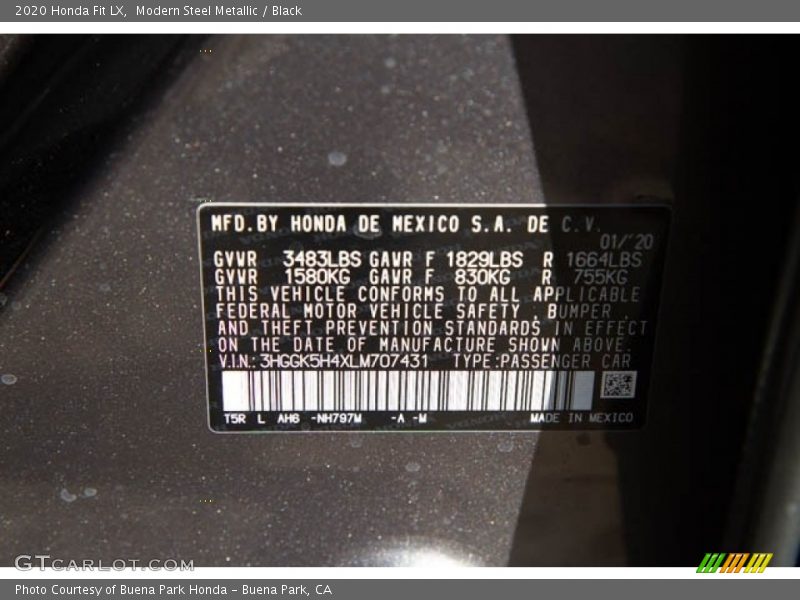 2020 Honda Fit LX,  Modern Steel Metallic / Black
MFD.BY HONDA DE MEXICO S.A. DE C.V.
01/'20
GVWR 3483LBS GAWR F 1829LBS R 1664LBS
GVWR 1580KG GAWR F 830KG R 755KG
THIS VEHICLE CONFORMS TO ALL APPLICABLE
FEDERAL MOTOR VEHICLE SAFETY , BUMPER ,
AND THEFT PREVENTION STANDARDS IN EFFECT
ON THE DATE OF MANUFACTURE SHOWN ABOVE.
V.I.N.:3HGGK5H4XLM707431 TYPE:PASSENGER CAR
T5R L AH6 -NH797M -A -M MADE IN MEXICO
GTCARLOT.COM
Photo Courtesy of Buena Park Honda – Buena Park, CA